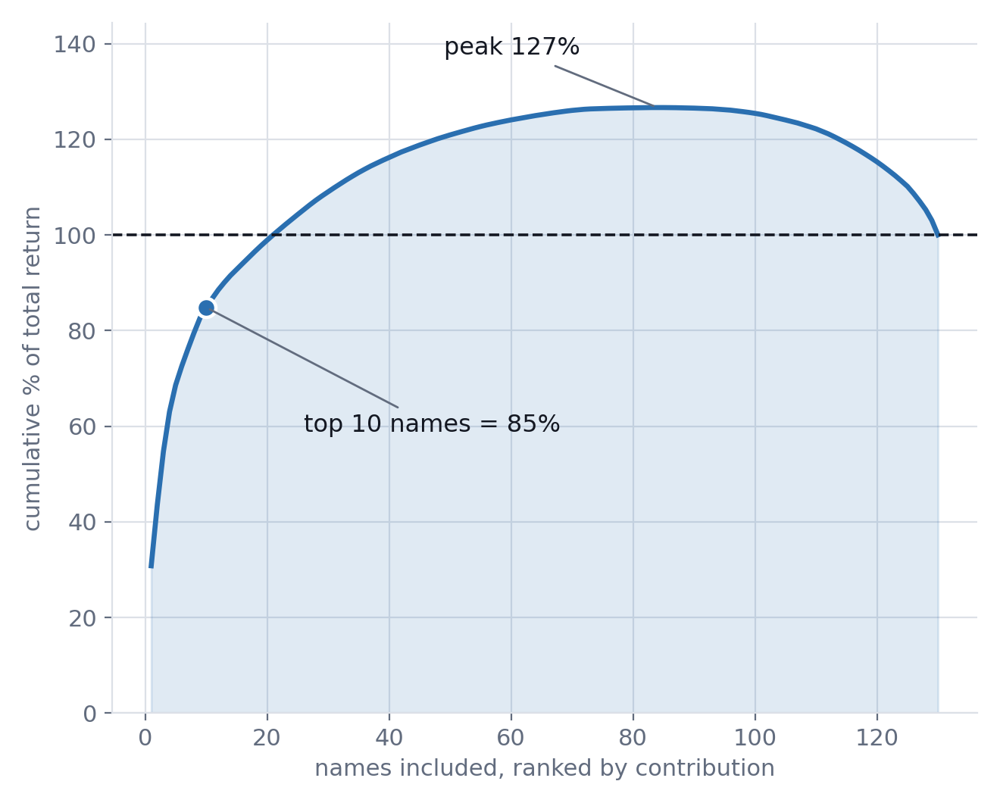 peak 127%
top 10 names = 85%
cumulative % of total return
140
120
100
80
60
40
20
0
0 20 40 60 80 100 120
names included, ranked by contribution